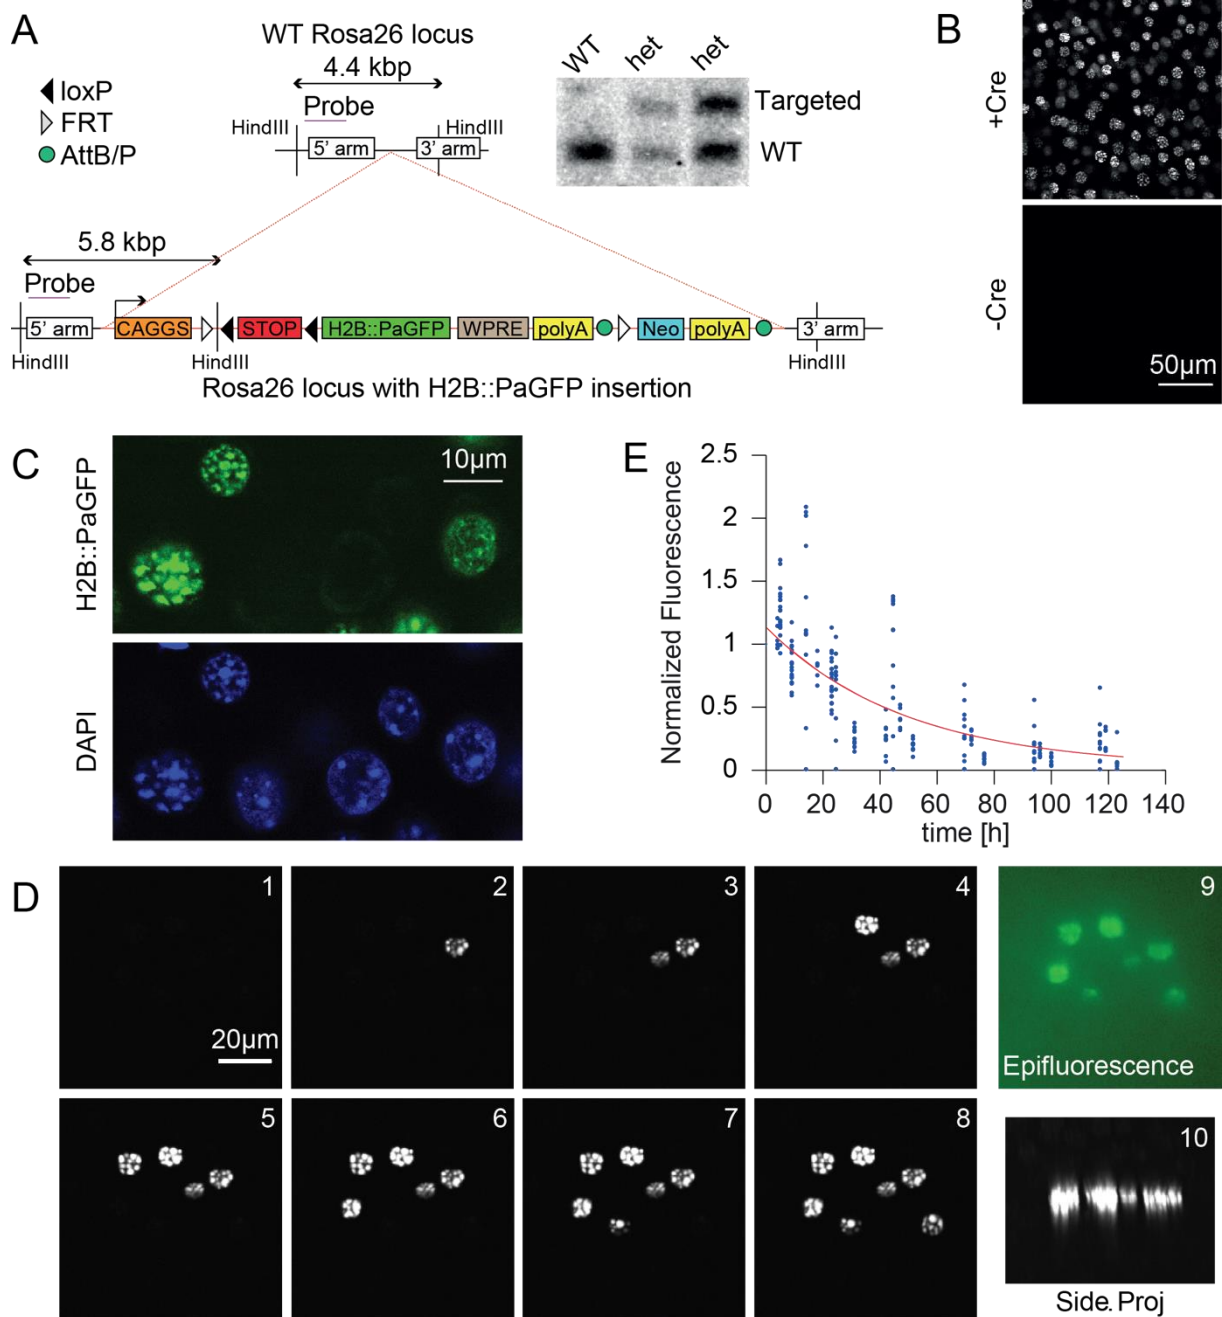 A
WT Rosa26 locus
4.4 kbp
loxP
FRT
AttB/P
Probe
HindIII
HindIII
5' arm
3' arm
WT
het
het
Targeted
WT
5.8 kbp
Probe
5' arm
CAGGS
STOP
H2B::PaGFP
WPRE
polyA
Neo
polyA
3' arm
HindIII
HindIII
HindIII
Rosa26 locus with H2B::PaGFP insertion
B
+Cre
-Cre
50µm
C
H2B::PaGFP
10µm
DAPI
E
Normalized Fluorescence
2.5
2
1.5
1
0.5
0
0 20 40 60 80 100 120 140
time [h]
D
1
20µm
2
3
4
9
Epifluorescence
5
6
7
8
10
Side. Proj